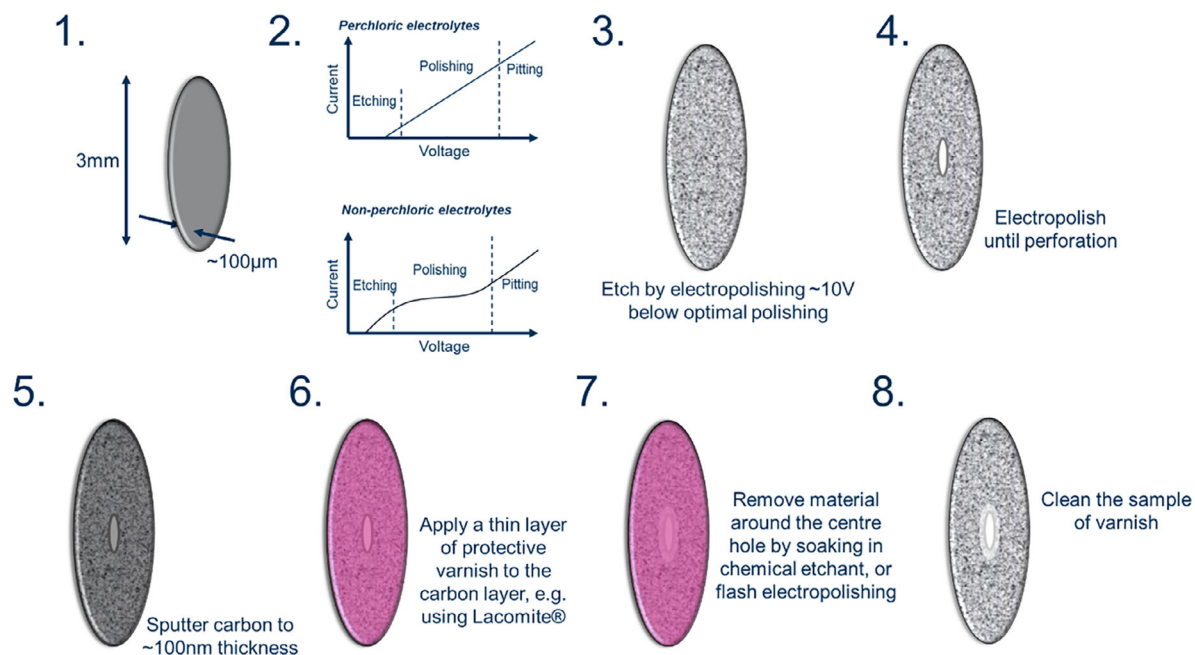 1.
3mm
~100µm
2.
Perchloric electrolytes
Current
Etching
Polishing
Pitting
Voltage
Non-perchloric electrolytes
Current
Etching
Polishing
Pitting
Voltage
3.
Etch by electropolishing ~10V
below optimal polishing
4.
Electropolish
until perforation
5.
Sputter carbon to
~100nm thickness
6.
Apply a thin layer
of protective
varnish to the
carbon layer, e.g.
using Lacomite®
7.
Remove material
around the centre
hole by soaking in
chemical etchant, or
flash electropolishing
8.
Clean the sample
of varnish